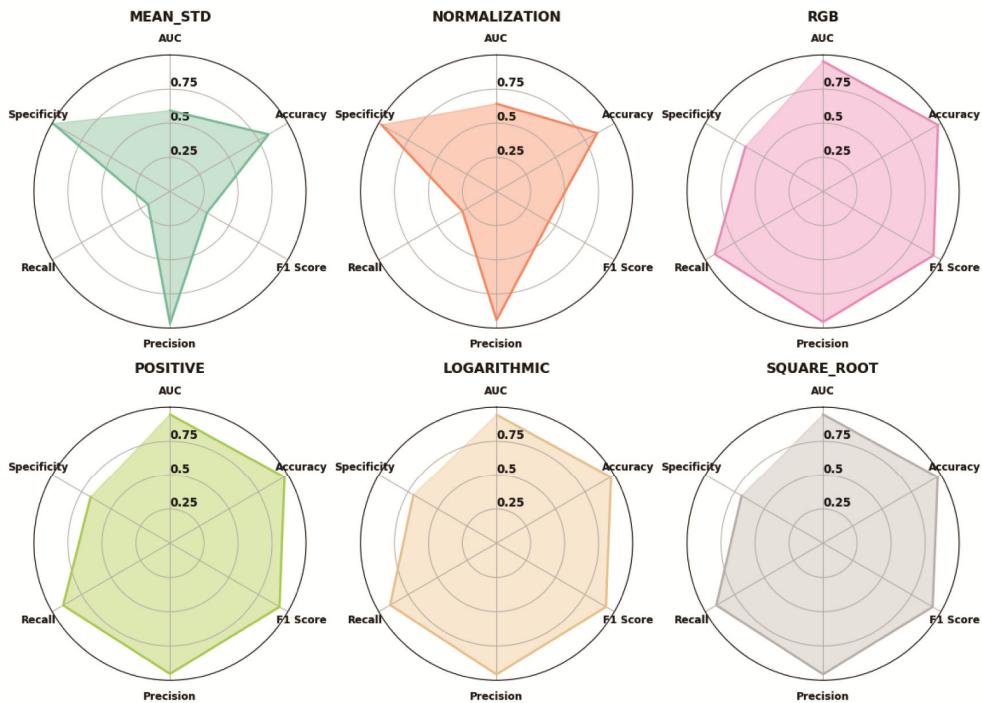 MEAN_STD
AUC
0.75
0.5
0.25
Specificity
Accuracy
Recall
F1 Score
Precision
NORMALIZATION
AUC
0.75
0.5
0.25
Specificity
Accuracy
Recall
F1 Score
Precision
RGB
AUC
0.75
0.5
0.25
Specificity
Accuracy
Recall
F1 Score
Precision
POSITIVE
AUC
0.75
0.5
0.25
Specificity
Accuracy
Recall
F1 Score
Precision
LOGARITHMIC
AUC
0.75
0.5
0.25
Specificity
Accuracy
Recall
F1 Score
Precision
SQUARE_ROOT
AUC
0.75
0.5
0.25
Specificity
Accuracy
Recall
F1 Score
Precision